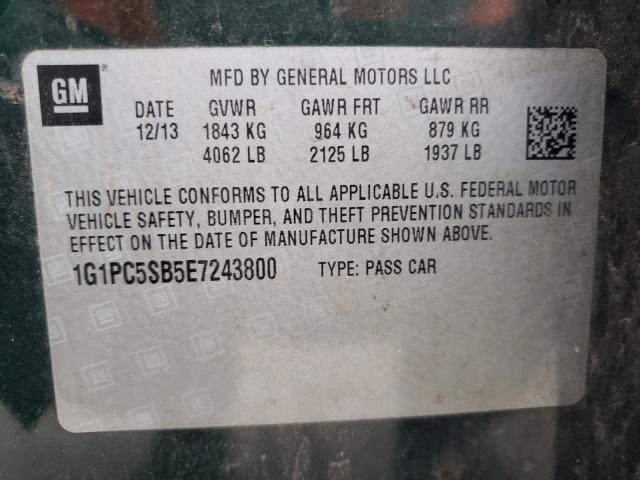 GM ® MFD BY GENERAL MOTORS LLC
DATE GVWR GAWR FRT GAWR RR
12/13 1843 KG 964 KG 879 KG
4062 LB 2125 LB 1937 LB
THIS VEHICLE CONFORMS TO ALL APPLICABLE U.S. FEDERAL MOTOR
VEHICLE SAFETY, BUMPER, AND THEFT PREVENTION STANDARDS IN
EFFECT ON THE DATE OF MANUFACTURE SHOWN ABOVE.
1G1PC5SB5E7243800 TYPE: PASS CAR